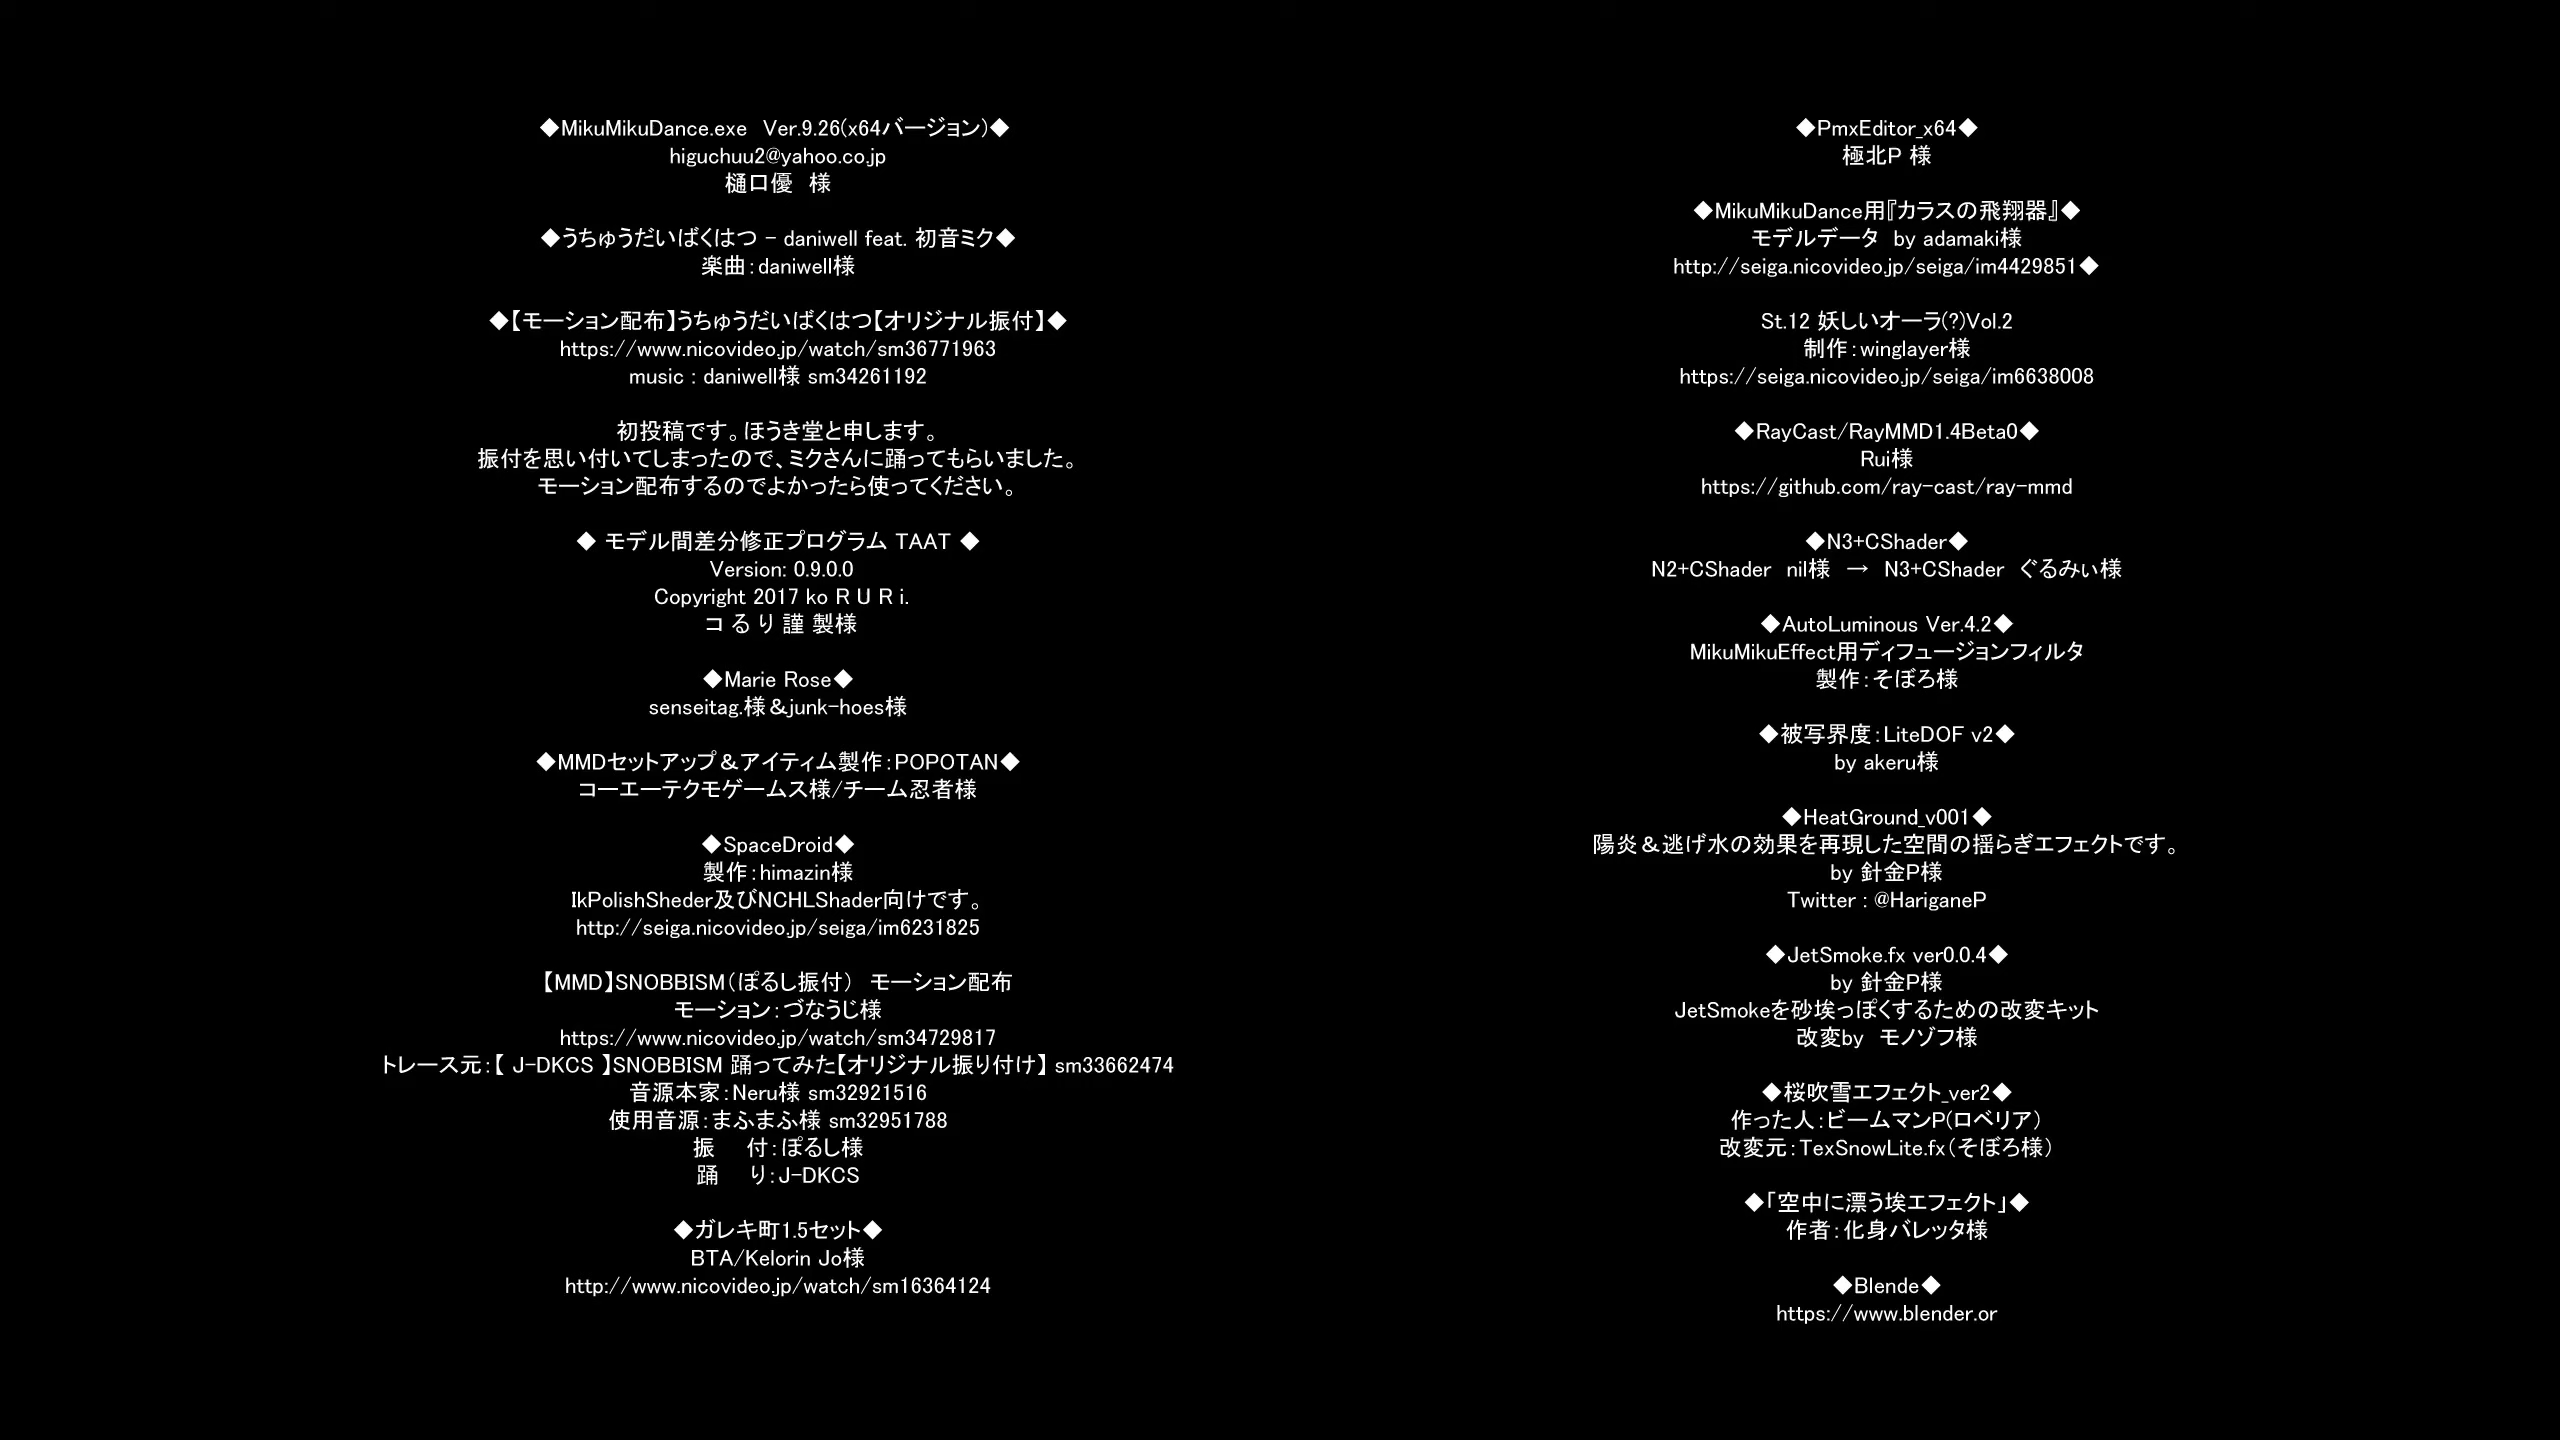 ◆MikuMikuDance.exe　Ver.9.26(x64バージョン)◆
higuchuu2@yahoo.co.jp
樋口優　様
◆うちゅうだいばくはつ - daniwell feat. 初音ミク◆
楽曲：daniwell様
◆【モーション配布】うちゅうだいばくはつ【オリジナル振付】◆
https://www.nicovideo.jp/watch/sm36771963
music : daniwell様 sm34261192
初投稿です。ほうき堂と申します。
振付を思い付いてしまったので、ミクさんに踊ってもらいました。
モーション配布するのでよかったら使ってください。
◆ モデル間差分修正プログラム TAAT ◆
Version: 0.9.0.0
Copyright 2017 ko R U R i.
コ る り 謹 製様
◆Marie Rose◆
senseitag.様＆junk-hoes様
◆MMDセットアップ＆アイティム製作：POPOTAN◆
コーエーテクモゲームス様/チーム忍者様
◆SpaceDroid◆
製作：himazin様
IkPolishSheder及びNCHLShader向けです。
http://seiga.nicovideo.jp/seiga/im6231825
【MMD】SNOBBISM（ぽるし振付）　モーション配布
モーション：づなうじ様
https://www.nicovideo.jp/watch/sm34729817
トレース元：【 J-DKCS 】SNOBBISM 踊ってみた【オリジナル振り付け】 sm33662474
音源本家：Neru様 sm32921516
使用音源：まふまふ様 sm32951788
振　 付：ぽるし様
踊　 り：J-DKCS
◆ガレキ町1.5セット◆
BTA/Kelorin Jo様
http://www.nicovideo.jp/watch/sm16364124
◆PmxEditor_x64◆
極北P 様
◆MikuMikuDance用『カラスの飛翔器』◆
モデルデータ　by adamaki様
http://seiga.nicovideo.jp/seiga/im4429851◆
St.12 妖しいオーラ(?)Vol.2
制作：winglayer様
https://seiga.nicovideo.jp/seiga/im6638008
◆RayCast/RayMMD1.4Beta0◆
Rui様
https://github.com/ray-cast/ray-mmd
◆N3+CShader◆
N2+CShader　nil様　→　N3+CShader　ぐるみぃ様
◆AutoLuminous Ver.4.2◆
MikuMikuEffect用ディフュージョンフィルタ
製作：そぼろ様
◆被写界度：LiteDOF v2◆
by akeru様
◆HeatGround_v001◆
陽炎＆逃げ水の効果を再現した空間の揺らぎエフェクトです。
by 針金P様
Twitter : @HariganeP
◆JetSmoke.fx ver0.0.4◆
by 針金P様
JetSmokeを砂埃っぽくするための改変キット
改変by　モノゾフ様
◆桜吹雪エフェクト_ver2◆
作った人：ビームマンP(ロベリア)
改変元：TexSnowLite.fx（そぼろ様）
◆「空中に漂う埃エフェクト」◆
作者：化身バレッタ様
◆Blende◆
https://www.blender.or